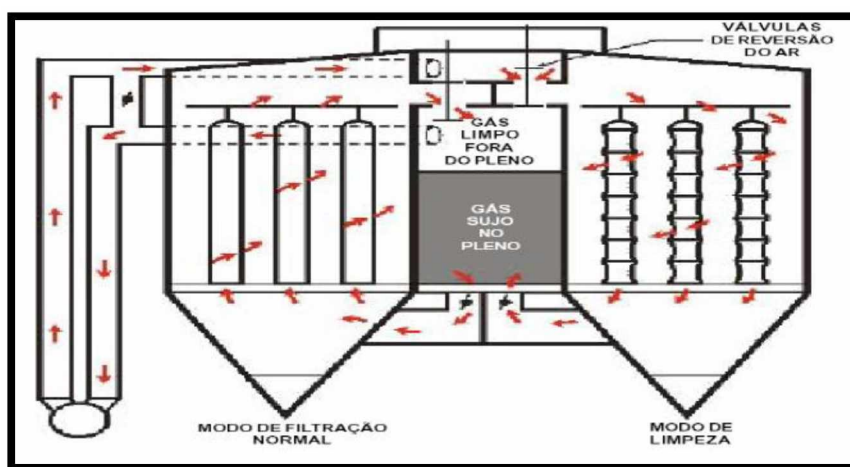 VÁLVULAS
DE REVERSÃO
DO AR
GÁS
LIMPO
FORA
DO PLENO
GÁS
SUJO
NO
PLENO
MODO DE FILTRAÇÃO
NORMAL
MODO DE
LIMPEZA